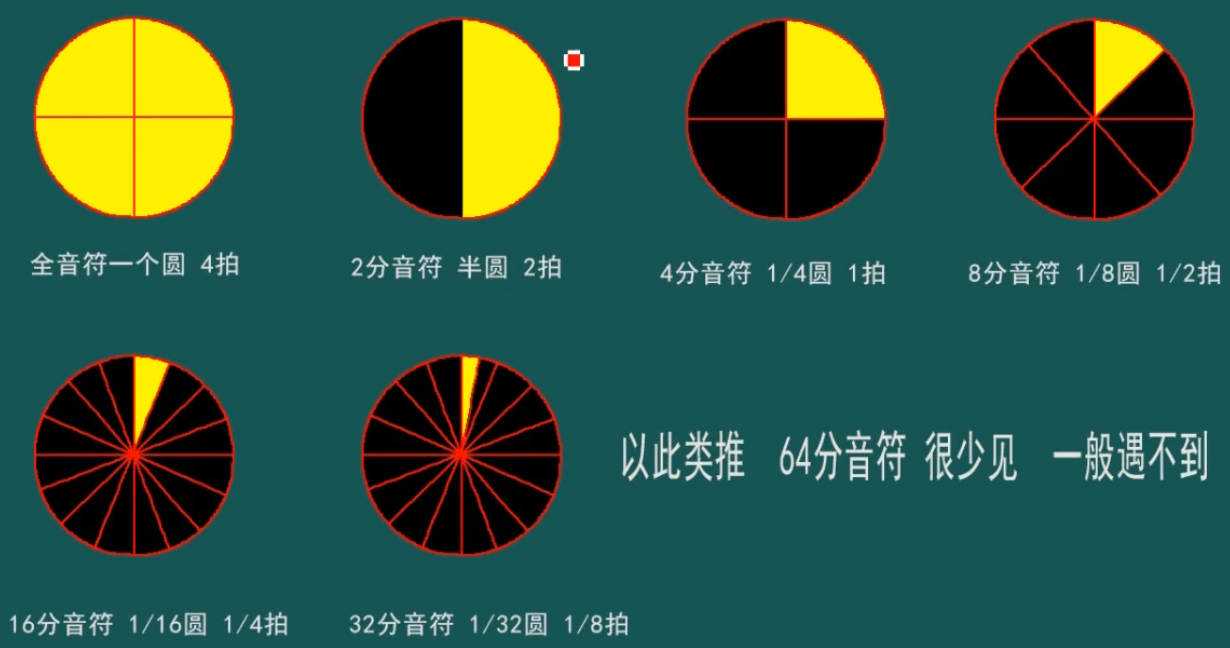 全音符一个圆 4拍
2分音符 半圆 2拍
4分音符 1/4圆 1拍
8分音符 1/8圆 1/2拍
以此类推 64分音符 很少见 一般遇不到
16分音符 1/16圆 1/4拍
32分音符 1/32圆 1/8拍